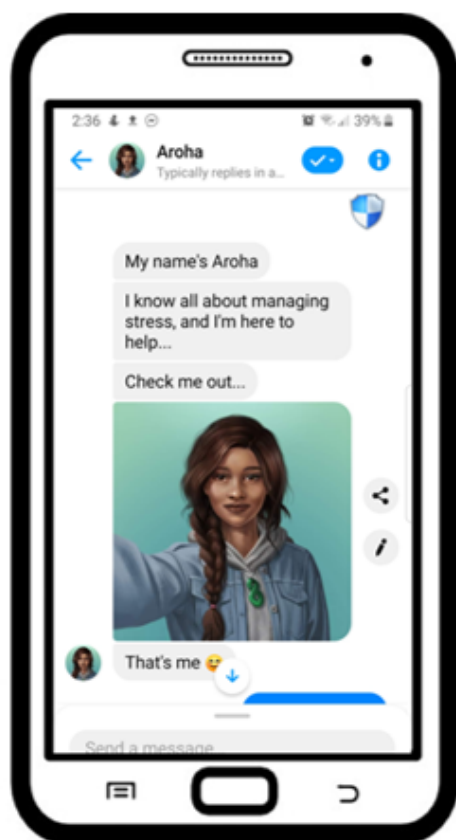 2:36 39%
Aroha
Typically replies in a...
My name's Aroha
I know all about managing
stress, and I'm here to
help...
Check me out...
That's me 😅
Send a message